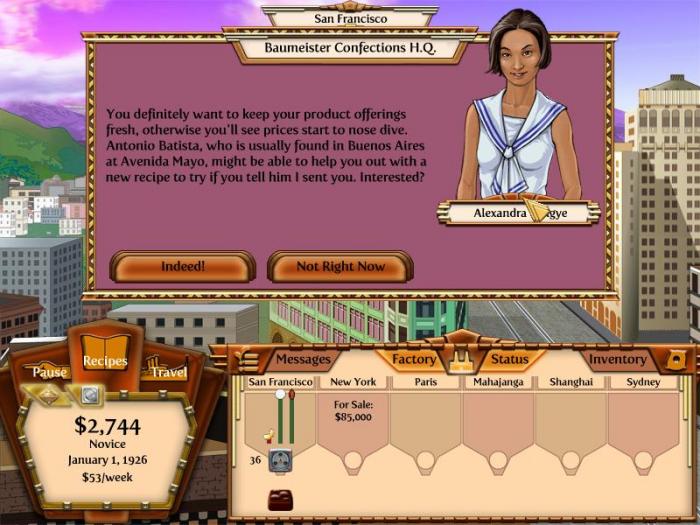 San Francisco
Baumeister Confections H.Q.
You definitely want to keep your product offerings
fresh, otherwise you'll see prices start to nose dive.
Antonio Batista, who is usually found in Buenos Aires
at Avenida Mayo, might be able to help you out with a
new recipe to try if you tell him I sent you. Interested?
Alexandra
Indeed!
Not Right Now
Pause
Recipes
Travel
$2,744
Novice
January 1, 1926
$53/week
Messages
Factory
Status
Inventory
San Francisco
New York
Paris
Mahajanga
Shanghai
Sydney
For Sale:
$85,000
36